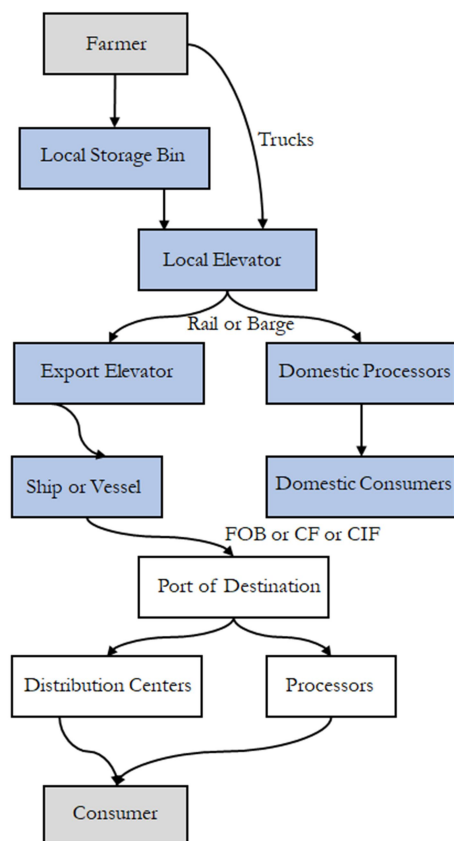 Farmer
Trucks
Local Storage Bin
Local Elevator
Rail or Barge
Export Elevator
Domestic Processors
Ship or Vessel
Domestic Consumers
FOB or CF or CIF
Port of Destination
Distribution Centers
Processors
Consumer